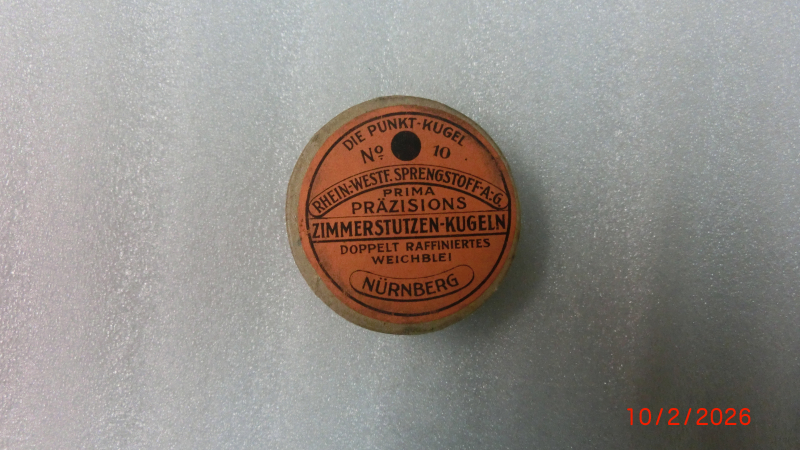 DIE PUNKT-KUGEL
Nº 10
RHEIN.-WESTF. SPRENGSTOFF-A.-G.
PRIMA
PRÄZISIONS
ZIMMERSTUTZEN-KUGELN
DOPPELT RAFFINIERTES
WEICHBLEI
NÜRNBERG
10/2/2026